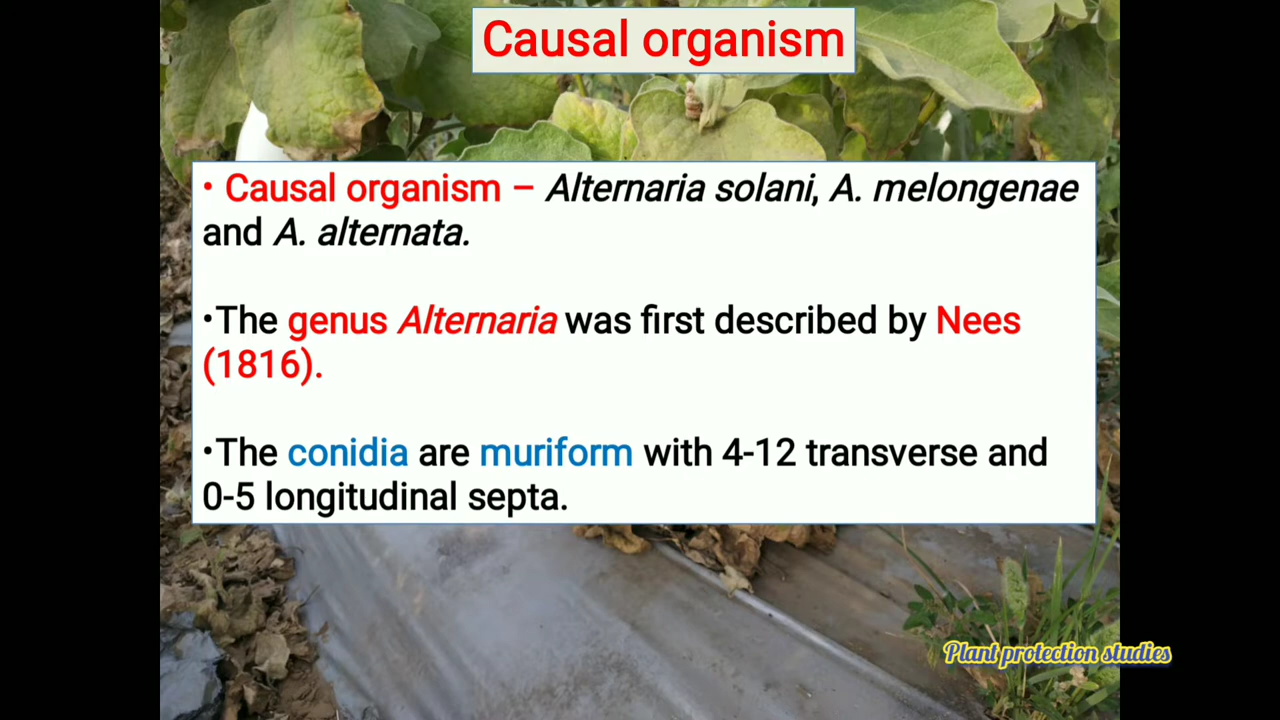 Causal organism
• Causal organism – Alternaria solani, A. melongenae
and A. alternata.
•The genus Alternaria was first described by Nees
(1816).
•The conidia are muriform with 4-12 transverse and
0-5 longitudinal septa.
Plant protection studies